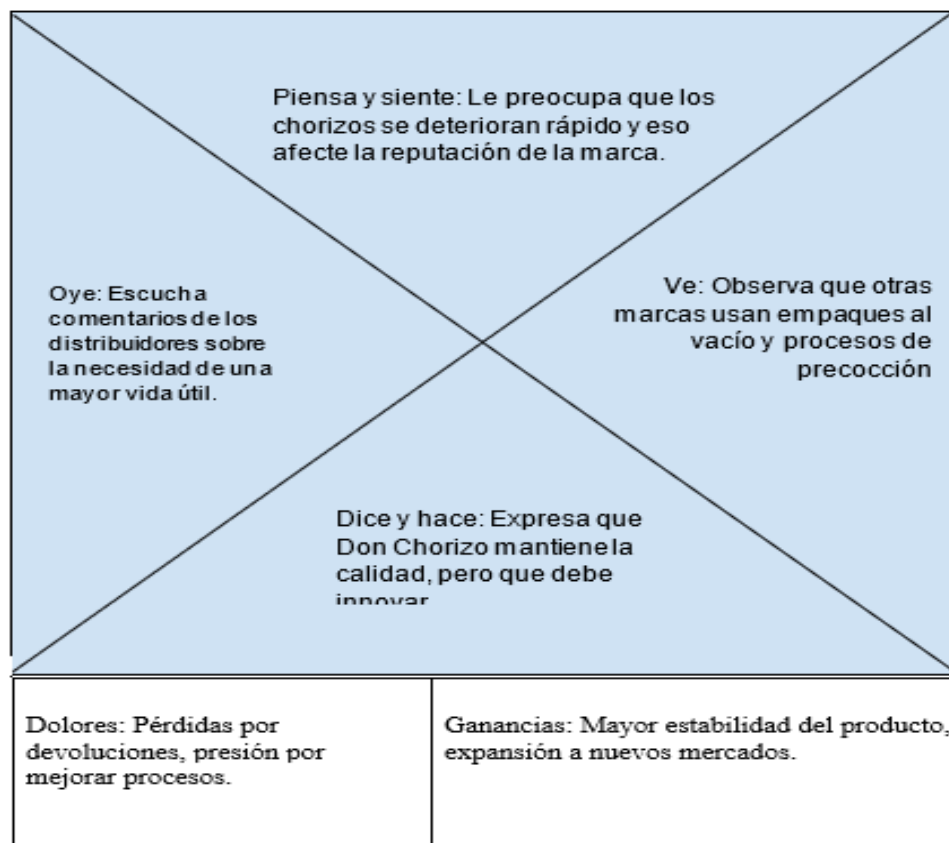 Piensa y siente: Le preocupa que los
chorizos se deterioran rápido y eso
afecte la reputación de la marca.
Oye: Escucha
comentarios de los
distribuidores sobre
la necesidad de una
mayor vida útil.
Ve: Observa que otras
marcas usan empaques al
vacío y procesos de
precocción
Dice y hace: Expresa que
Don Chorizo mantiene la
calidad, pero que debe
innovar
Dolores: Pérdidas por
devoluciones, presión por
mejorar procesos.
Ganancias: Mayor estabilidad del producto,
expansión a nuevos mercados.